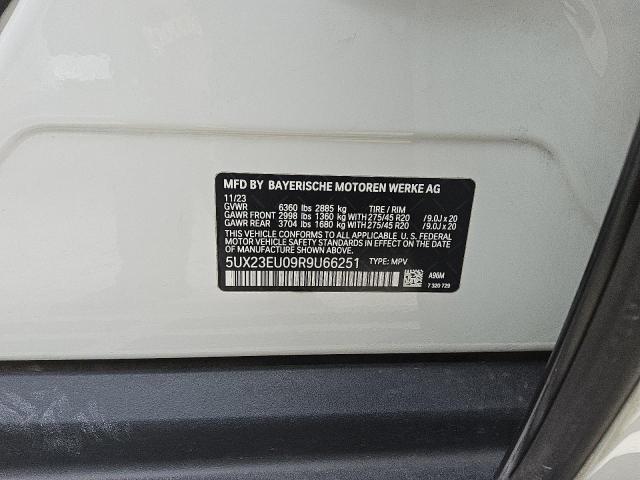 MFD BY BAYERISCHE MOTOREN WERKE AG
11/23
GVWR 6360 lbs 2885 kg TIRE / RIM
GAWR FRONT 2998 lbs 1360 kg WITH 275/45 R20 / 9.0J x 20
GAWR REAR 3704 lbs 1680 kg WITH 275/45 R20 / 9.0J x 20
THIS VEHICLE CONFORMS TO ALL APPLICABLE U. S. FEDERAL
MOTOR VEHICLE SAFETY STANDARDS IN EFFECT ON THE DATE
OF MANUFACTURE SHOWN ABOVE.
5UX23EU09R9U66251 TYPE: MPV
A96M
7 320 729